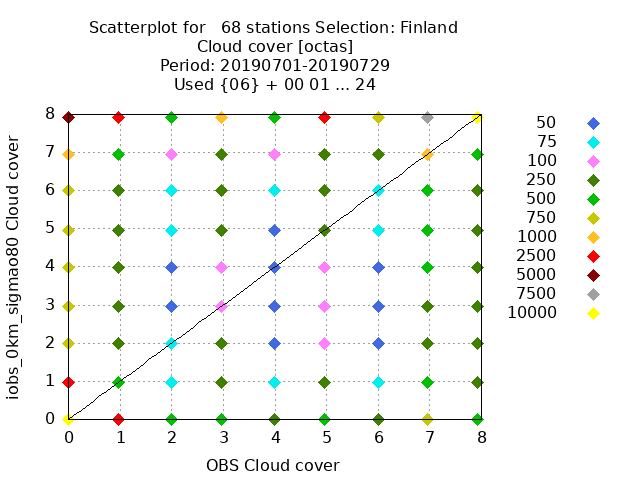 Scatterplot for   68 stations Selection: Finland
Cloud cover [octas]
Period: 20190701-20190729
Used {06} + 00 01 ... 24
iobs_0km_sigmao80 Cloud cover
8
7
6
5
4
3
2
1
0
0 1 2 3 4 5 6 7 8
OBS Cloud cover
50
75
100
250
500
750
1000
2500
5000
7500
10000